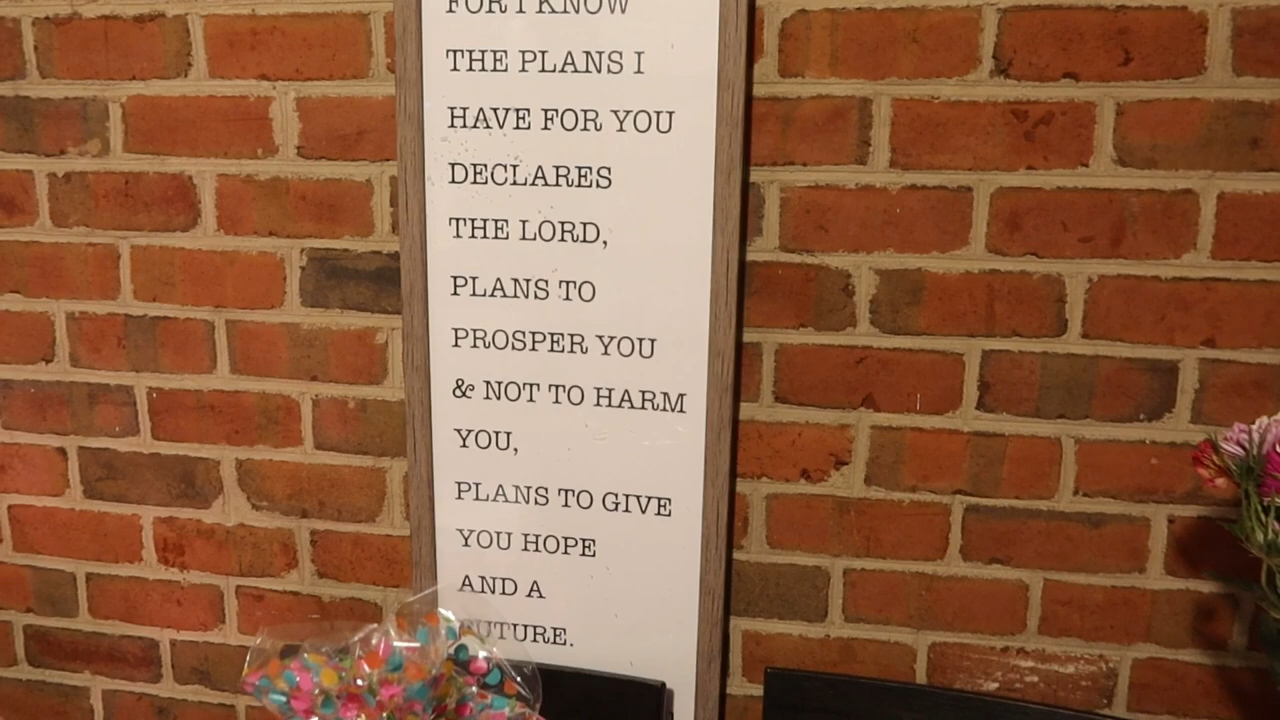 FOR I KNOW
THE PLANS I
HAVE FOR YOU
DECLARES
THE LORD,
PLANS TO
PROSPER YOU
& NOT TO HARM
YOU,
PLANS TO GIVE
YOU HOPE
AND A
FUTURE.